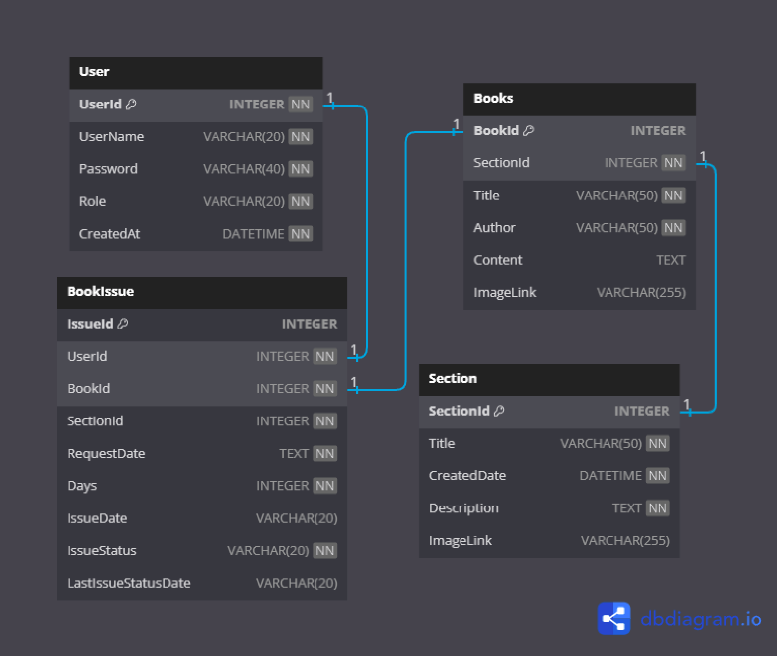 User
UserId INTEGER NN
UserName VARCHAR(20) NN
Password VARCHAR(40) NN
Role VARCHAR(20) NN
CreatedAt DATETIME NN
1
BookIssue
IssueId INTEGER
UserId INTEGER NN
1
BookId INTEGER NN
1
SectionId INTEGER NN
RequestDate TEXT NN
Days INTEGER NN
IssueDate VARCHAR(20)
IssueStatus VARCHAR(20) NN
LastIssueStatusDate VARCHAR(20)
Books
1
BookId INTEGER
SectionId INTEGER NN
1
Title VARCHAR(50) NN
Author VARCHAR(50) NN
Content TEXT
ImageLink VARCHAR(255)
Section
SectionId INTEGER
1
Title VARCHAR(50) NN
CreatedDate DATETIME NN
Description TEXT NN
ImageLink VARCHAR(255)
dbdiagram.io